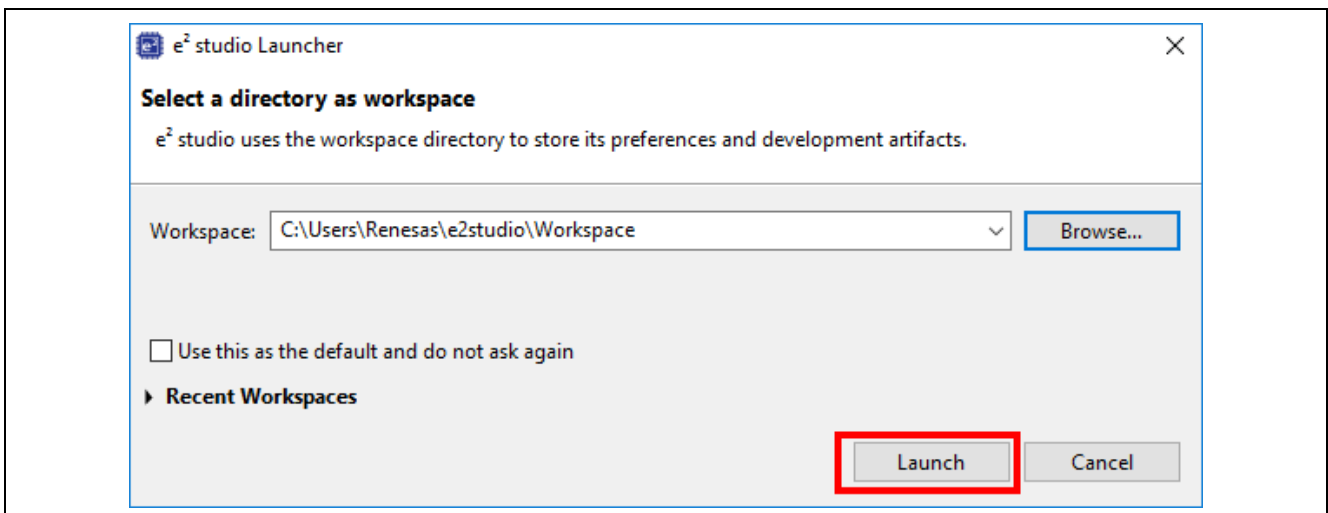 e² studio Launcher
Select a directory as workspace
e² studio uses the workspace directory to store its preferences and development artifacts.
Workspace: C:\Users\Renesas\e2studio\Workspace Browse...
Use this as the default and do not ask again
Recent Workspaces
Launch Cancel